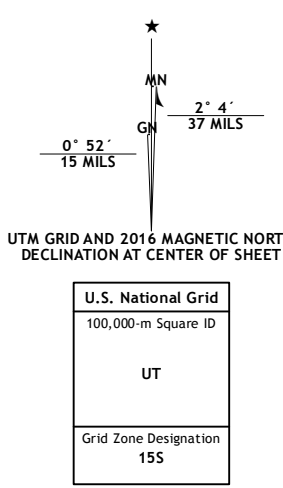 ★
MN
2° 4´
37 MILS
GN
0° 52´
15 MILS
UTM GRID AND 2016 MAGNETIC NORT
DECLINATION AT CENTER OF SHEET
U.S. National Grid
100,000-m Square ID
UT
Grid Zone Designation
15S